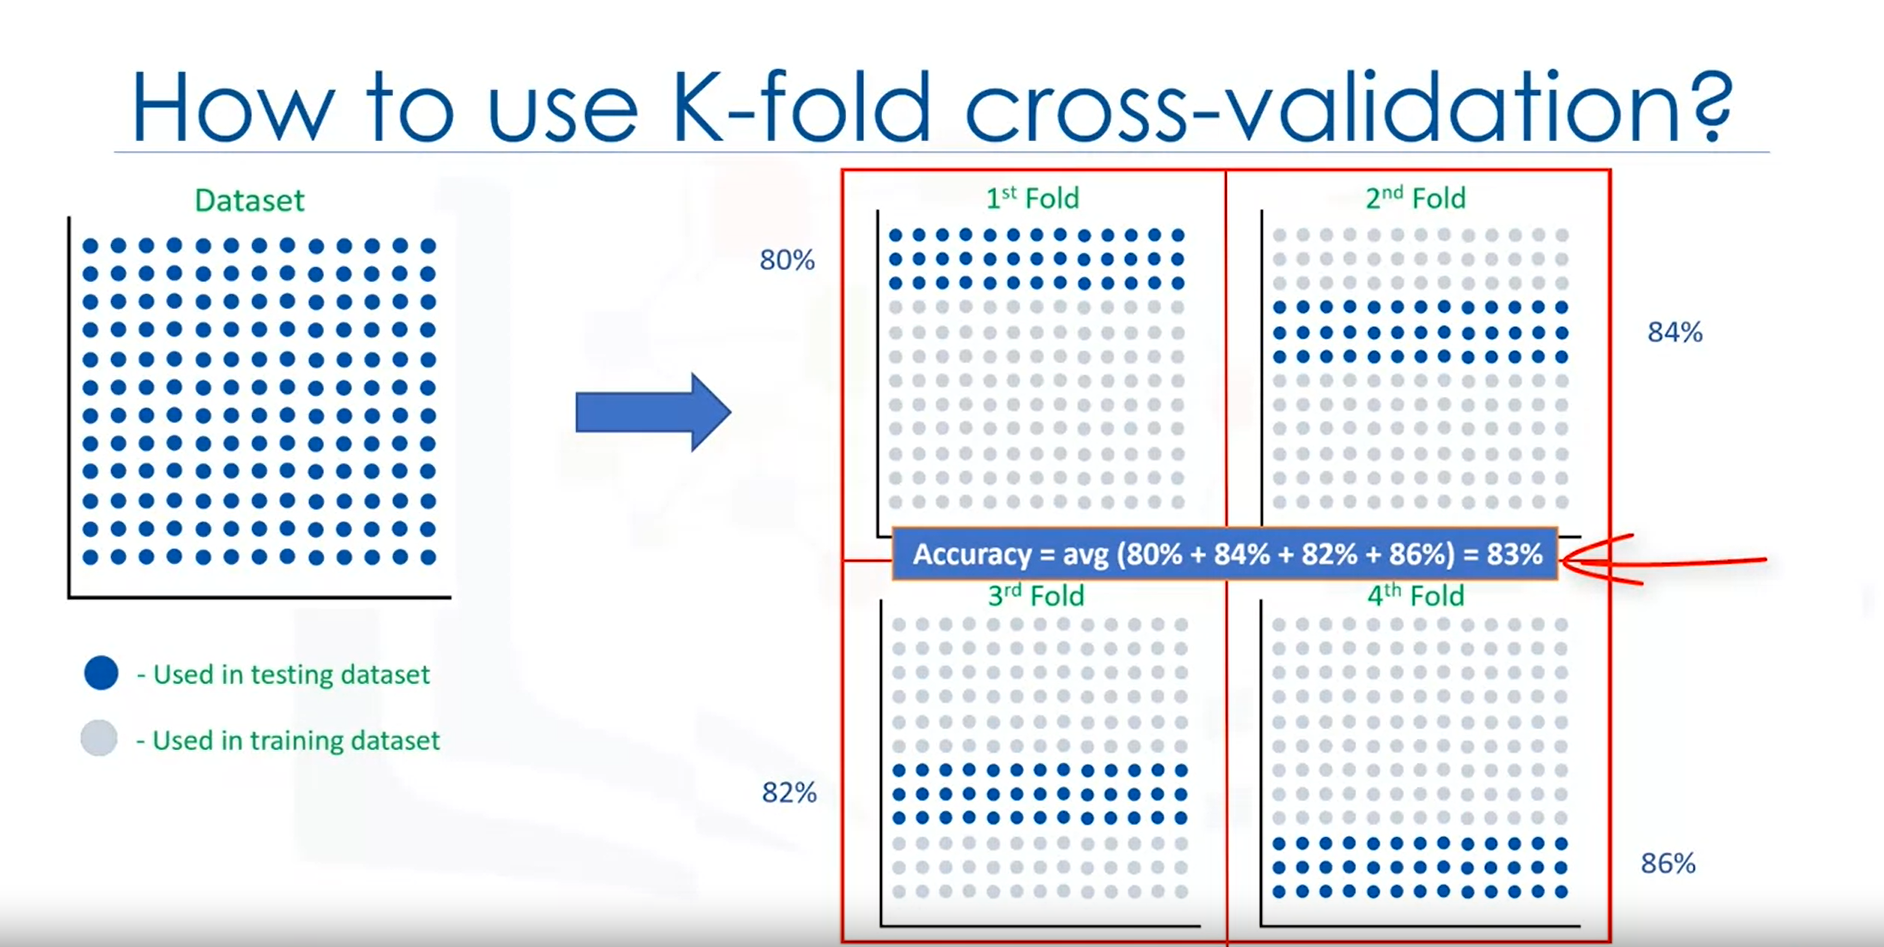 How to use K-fold cross-validation?
Dataset
1st Fold
2nd Fold
80%
84%
Accuracy = avg (80% + 84% + 82% + 86%) = 83%
3rd Fold
4th Fold
- Used in testing dataset
- Used in training dataset
82%
86%